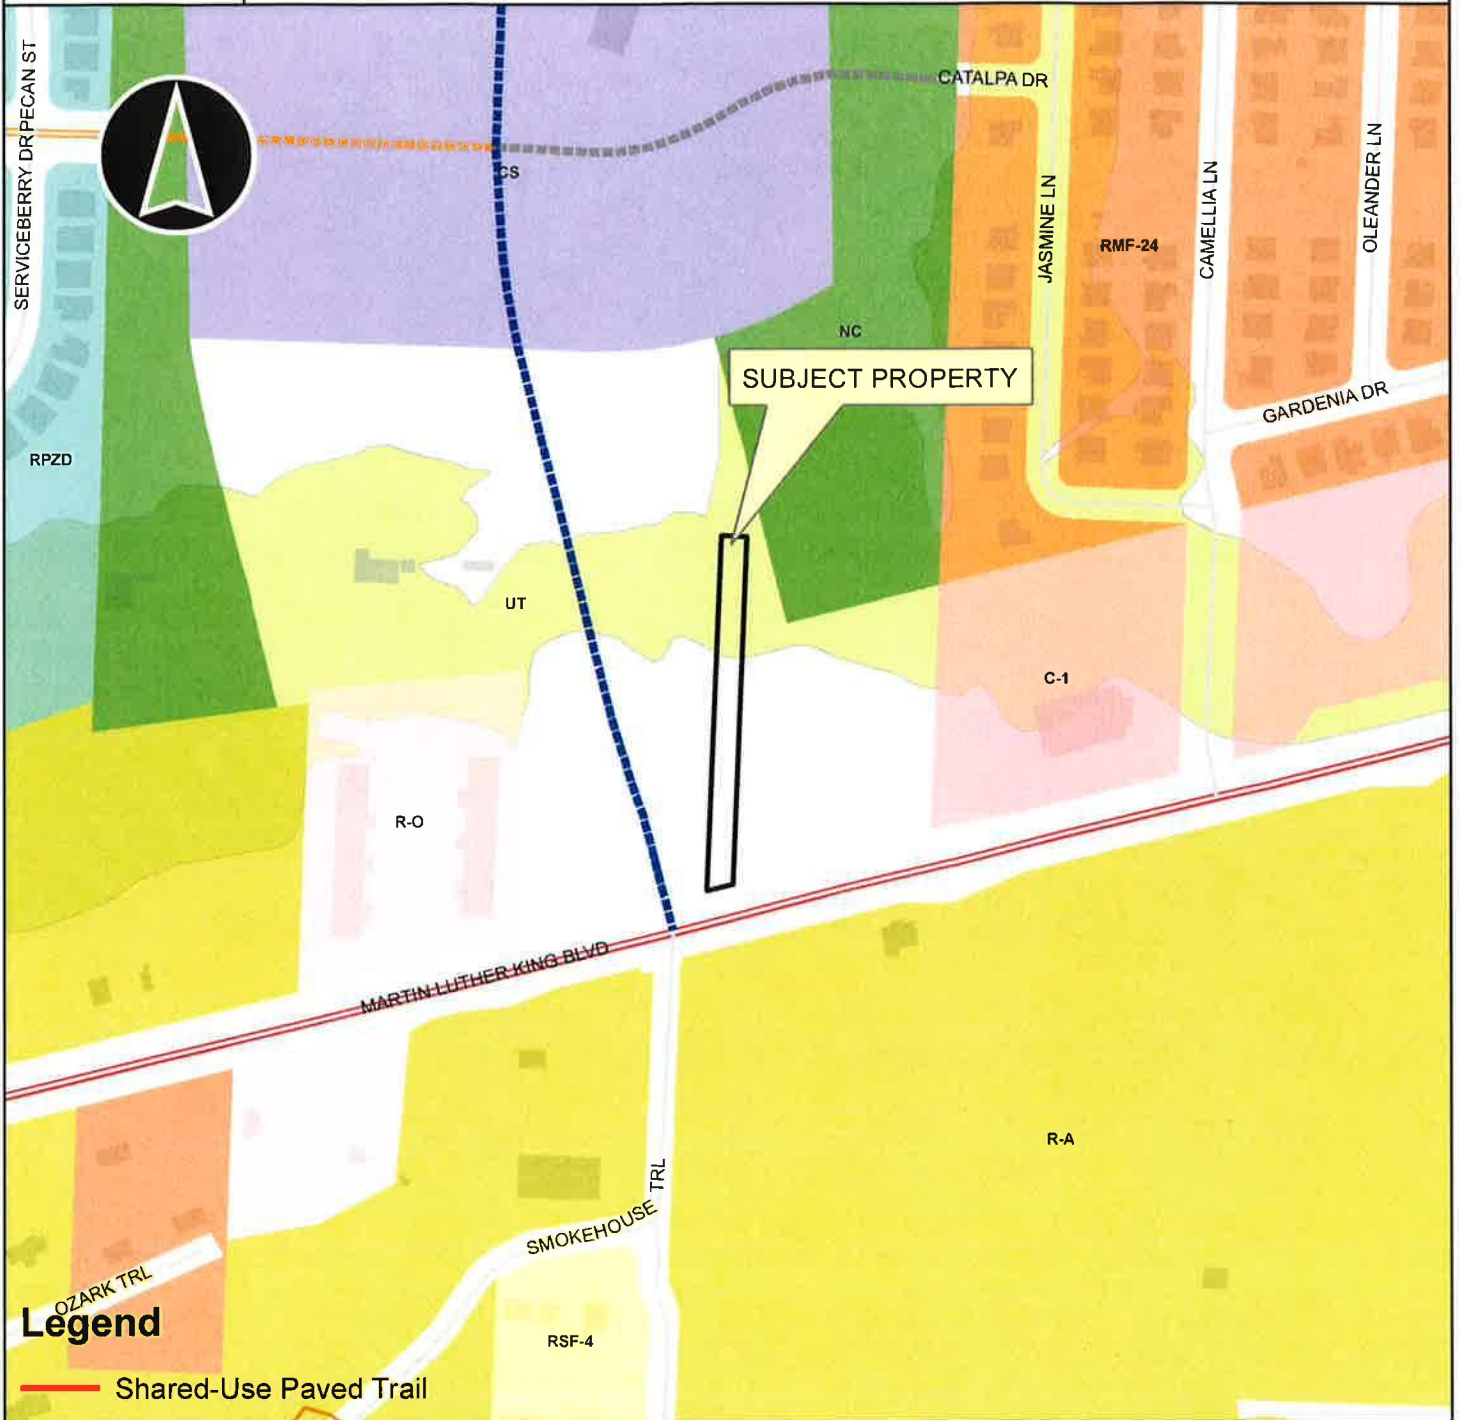 PECAN ST
SERVICEBERRY DR
CATALPA DR
CS
JASMINE LN
RMF-24
CAMELLIA LN
OLEANDER LN
NC
SUBJECT PROPERTY
GARDENIA DR
RPZD
UT
C-1
R-O
MARTIN LUTHER KING BLVD
R-A
SMOKEHOUSE TRL
OZARK TRL
Legend
RSF-4
Shared-Use Paved Trail